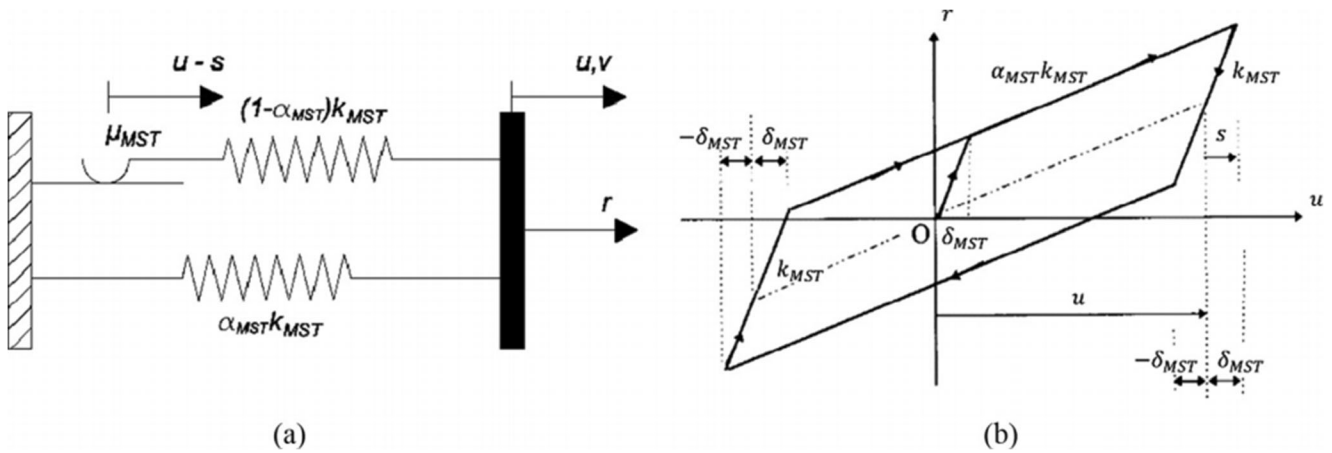 u - s
u,v
(1-αMST)kMST
μMST
r
αMSTkMST
(a)
r
αMSTkMST
kMST
-δMST
δMST
s
u
O
δMST
kMST
u
-δMST
δMST
(b)